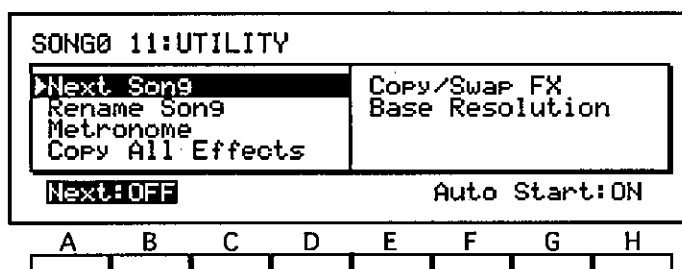 SONG0 11:UTILITY
▶Next Song
Rename Song
Metronome
Copy All Effects
Copy/Swap FX
Base Resolution
Next:OFF
Auto Start:ON
A B C D E F G H